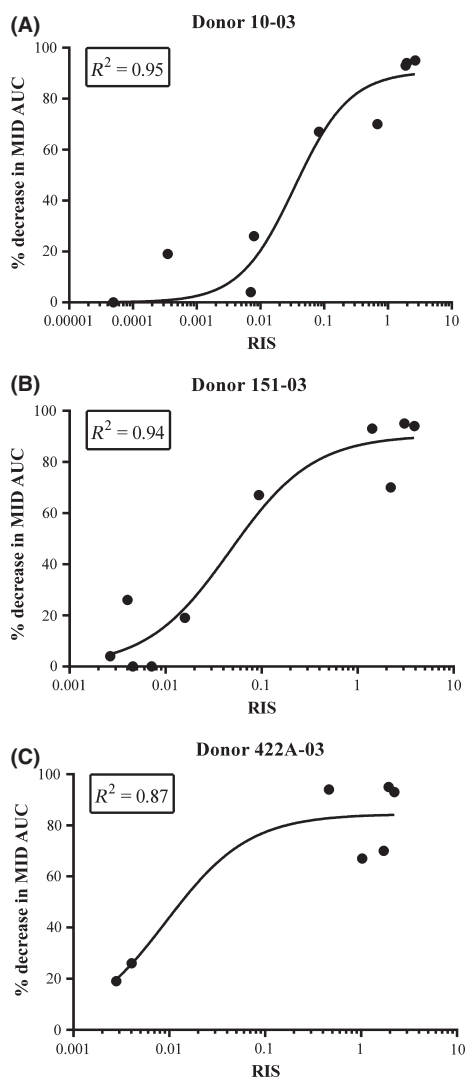 (A)
Donor 10-03
R² = 0.95
% decrease in MID AUC
100
80
60
40
20
0
0.00001 0.0001 0.001 0.01 0.1 1 10
RIS
(B)
Donor 151-03
R² = 0.94
% decrease in MID AUC
100
80
60
40
20
0
0.001 0.01 0.1 1 10
RIS
(C)
Donor 422A-03
R² = 0.87
% decrease in MID AUC
100
80
60
40
20
0
0.001 0.01 0.1 1 10
RIS